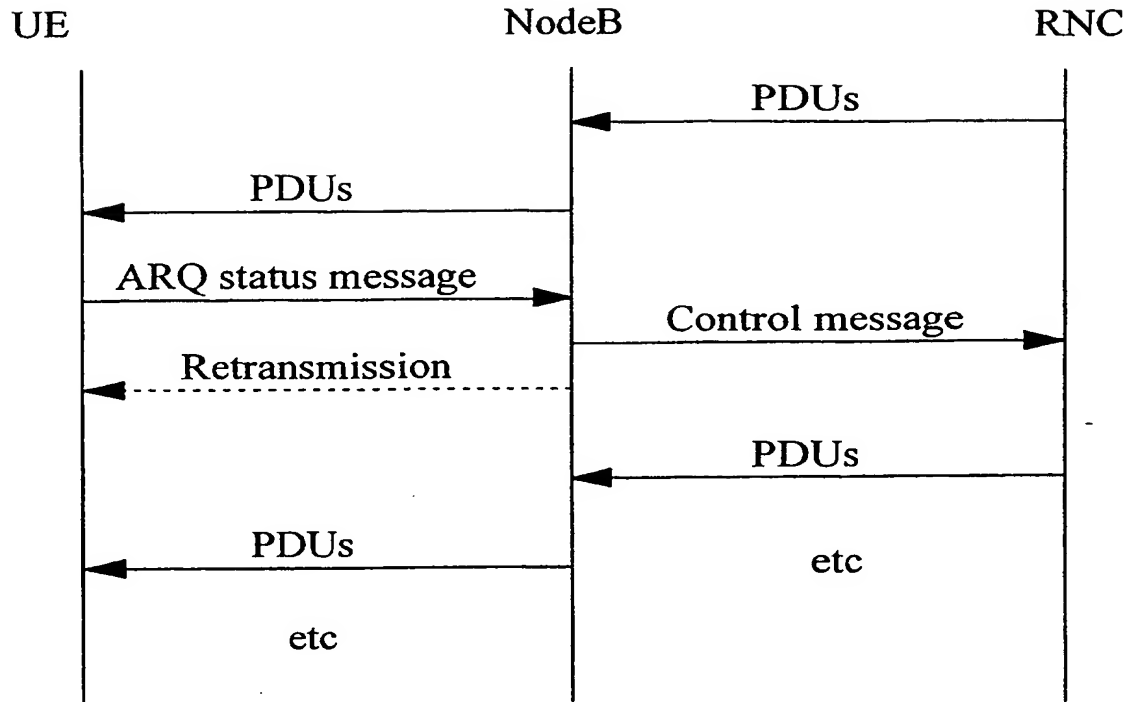 UE NodeB RNC
PDUs
PDUs
ARQ status message
Control message
Retransmission
PDUs
PDUs
etc
etc